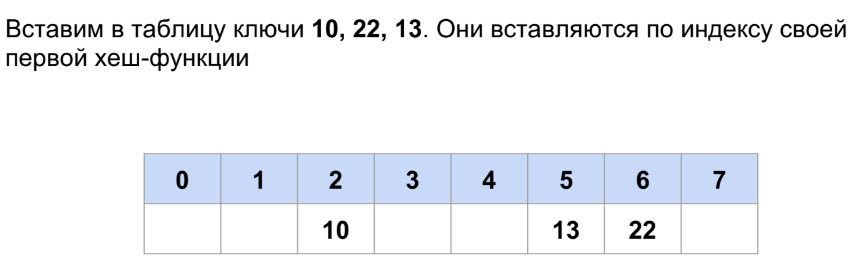 Вставим в таблицу ключи 10, 22, 13. Они вставляются по индексу своей
первой хеш-функции
0 1 2 3 4 5 6 7
10 13 22